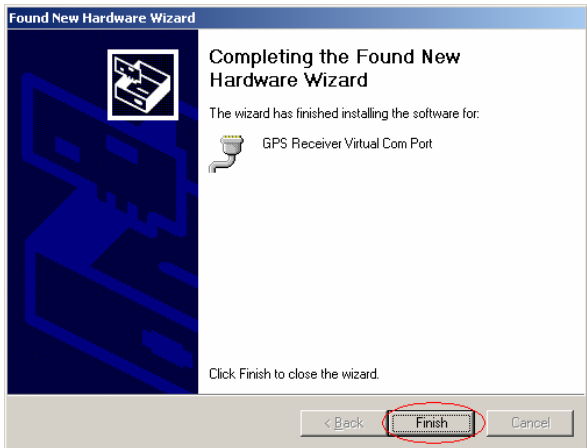 Found New Hardware Wizard
Completing the Found New
Hardware Wizard
The wizard has finished installing the software for:
GPS Receiver Virtual Com Port
Click Finish to close the wizard.
< Back Finish Cancel